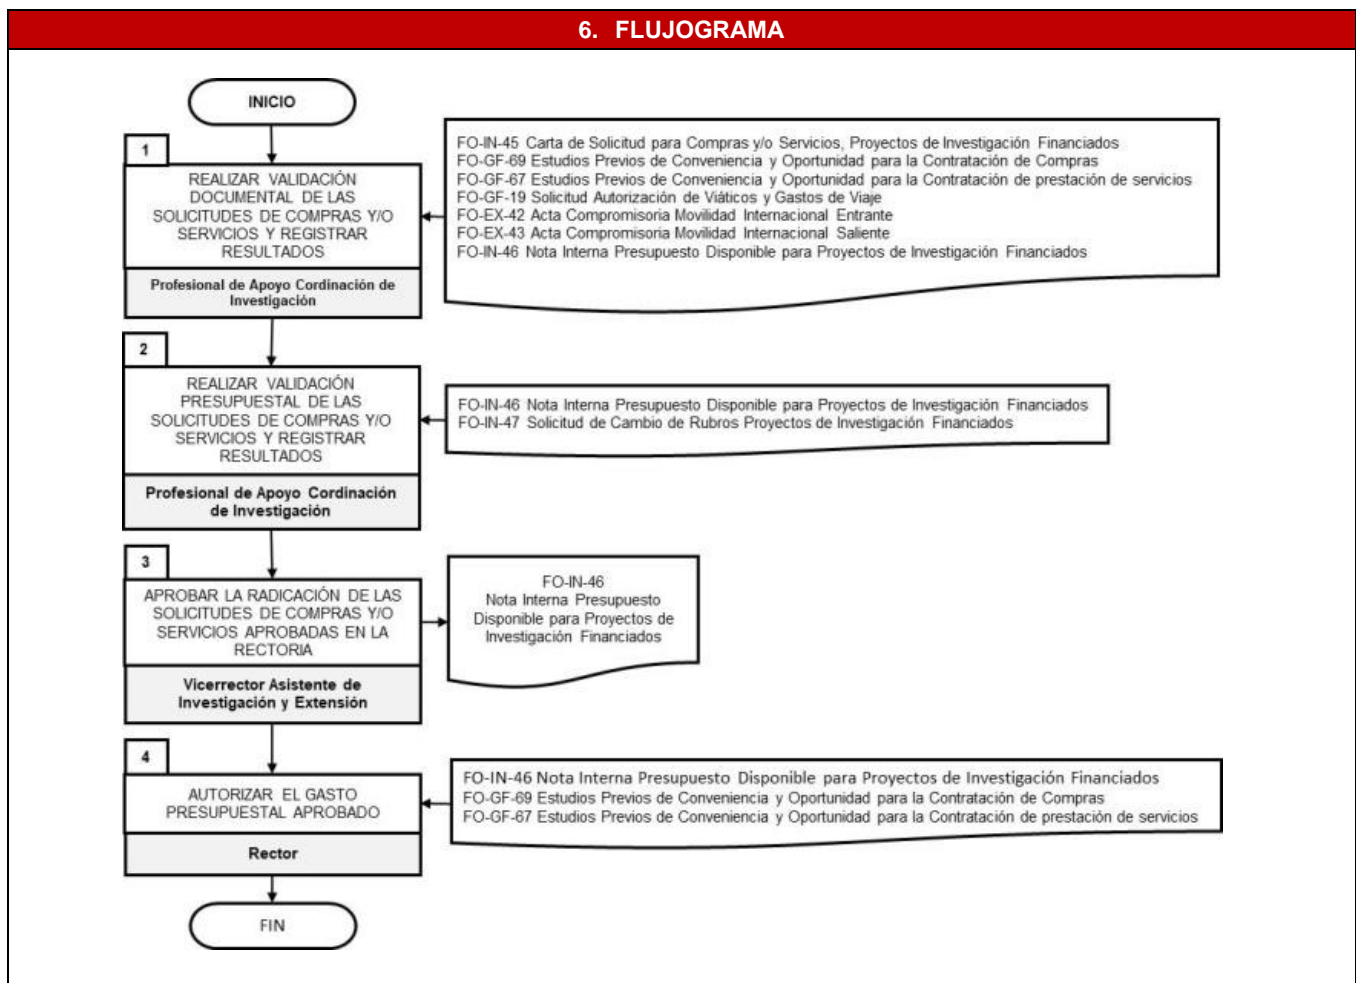 6. FLUJOGRAMA
INICIO
1
REALIZAR VALIDACIÓN
DOCUMENTAL DE LAS
SOLICITUDES DE COMPRAS Y/O
SERVICIOS Y REGISTRAR
RESULTADOS
Profesional de Apoyo Cordinación de
Investigación
FO-IN-45 Carta de Solicitud para Compras y/o Servicios, Proyectos de Investigación Financiados
FO-GF-69 Estudios Previos de Conveniencia y Oportunidad para la Contratación de Compras
FO-GF-67 Estudios Previos de Conveniencia y Oportunidad para la Contratación de prestación de servicios
FO-GF-19 Solicitud Autorización de Viáticos y Gastos de Viaje
FO-EX-42 Acta Compromisoria Movilidad Internacional Entrante
FO-EX-43 Acta Compromisoria Movilidad Internacional Saliente
FO-IN-46 Nota Interna Presupuesto Disponible para Proyectos de Investigación Financiados
2
REALIZAR VALIDACIÓN
PRESUPUESTAL DE LAS
SOLICITUDES DE COMPRAS Y/O
SERVICIOS Y REGISTRAR
RESULTADOS
Profesional de Apoyo Cordinación
de Investigación
FO-IN-46 Nota Interna Presupuesto Disponible para Proyectos de Investigación Financiados
FO-IN-47 Solicitud de Cambio de Rubros Proyectos de Investigación Financiados
3
APROBAR LA RADICACIÓN DE LAS
SOLICITUDES DE COMPRAS Y/O
SERVICIOS APROBADAS EN LA
RECTORIA
Vicerrector Asistente de
Investigación y Extensión
FO-IN-46
Nota Interna Presupuesto
Disponible para Proyectos de
Investigación Financiados
4
AUTORIZAR EL GASTO
PRESUPUESTAL APROBADO
Rector
FO-IN-46 Nota Interna Presupuesto Disponible para Proyectos de Investigación Financiados
FO-GF-69 Estudios Previos de Conveniencia y Oportunidad para la Contratación de Compras
FO-GF-67 Estudios Previos de Conveniencia y Oportunidad para la Contratación de prestación de servicios
FIN